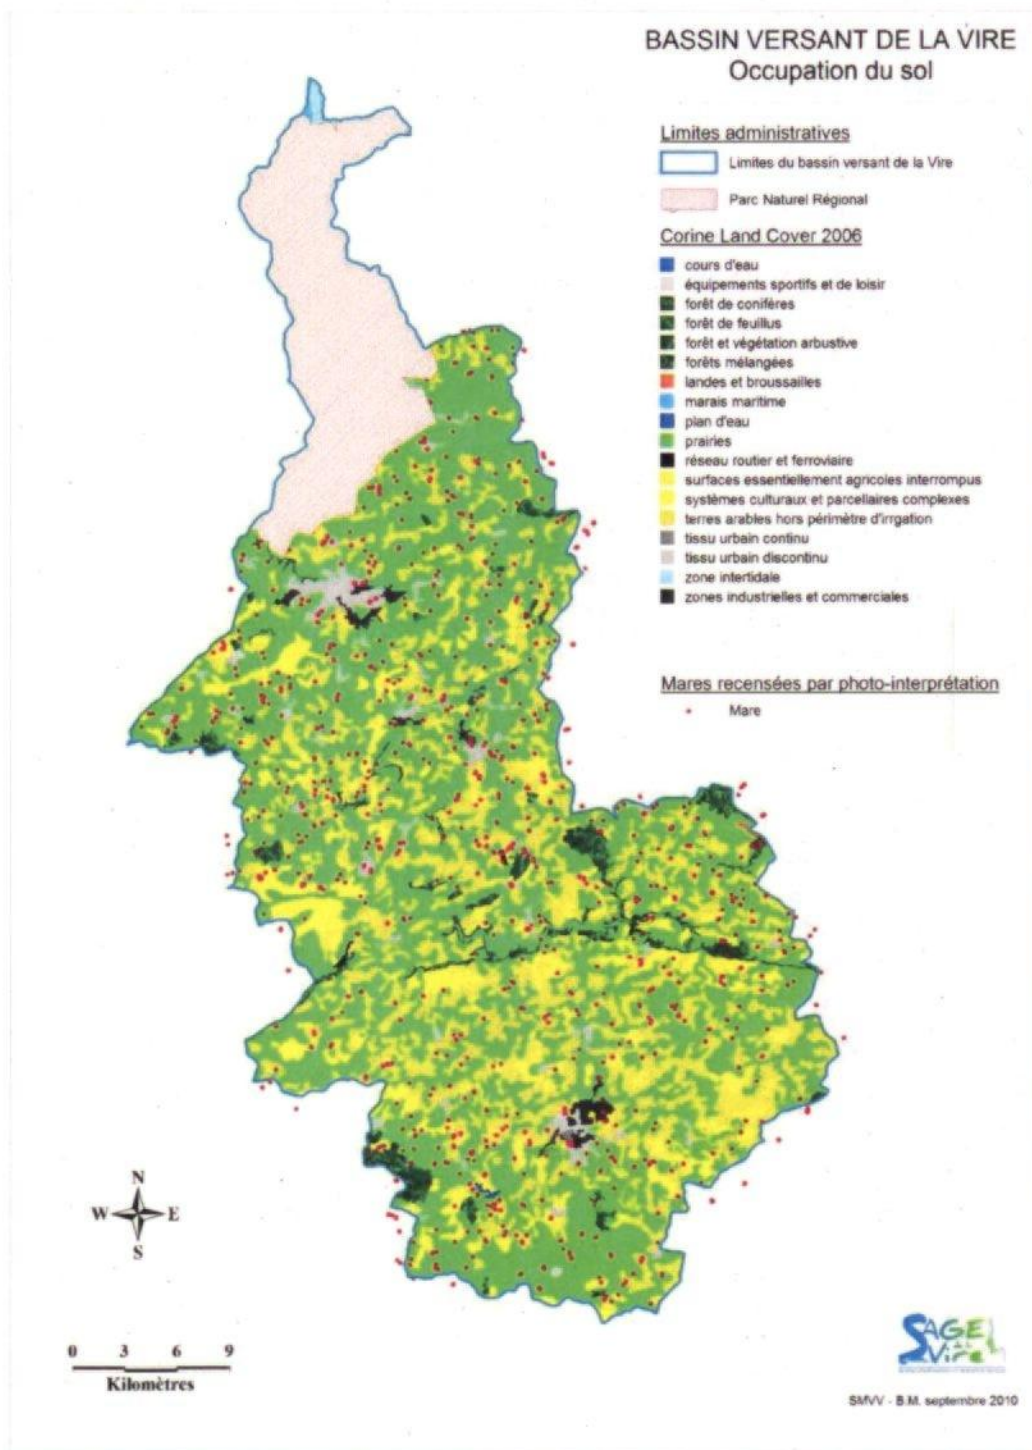 BASSIN VERSANT DE LA VIRE
Occupation du sol
Limites administratives
Limites du bassin versant de la Vire
Parc Naturel Régional
Corine Land Cover 2006
cours d'eau
équipements sportifs et de loisir
forêt de conifères
forêt de feuillus
forêt et végétation arbustive
forêts mélangées
landes et broussailles
marais maritime
plan d'eau
prairies
réseau routier et ferroviaire
surfaces essentiellement agricoles interrompus
systèmes culturaux et parcellaires complexes
terres arables hors périmètre d'irrgation
tissu urbain continu
tissu urbain discontinu
zone intertidale
zones industrielles et commerciales
Mares recensées par photo-interprétation
Mare
N
W E
S
0 3 6 9
Kilomètres
SAGE
Vire
SMVV - B.M. septembre 2010